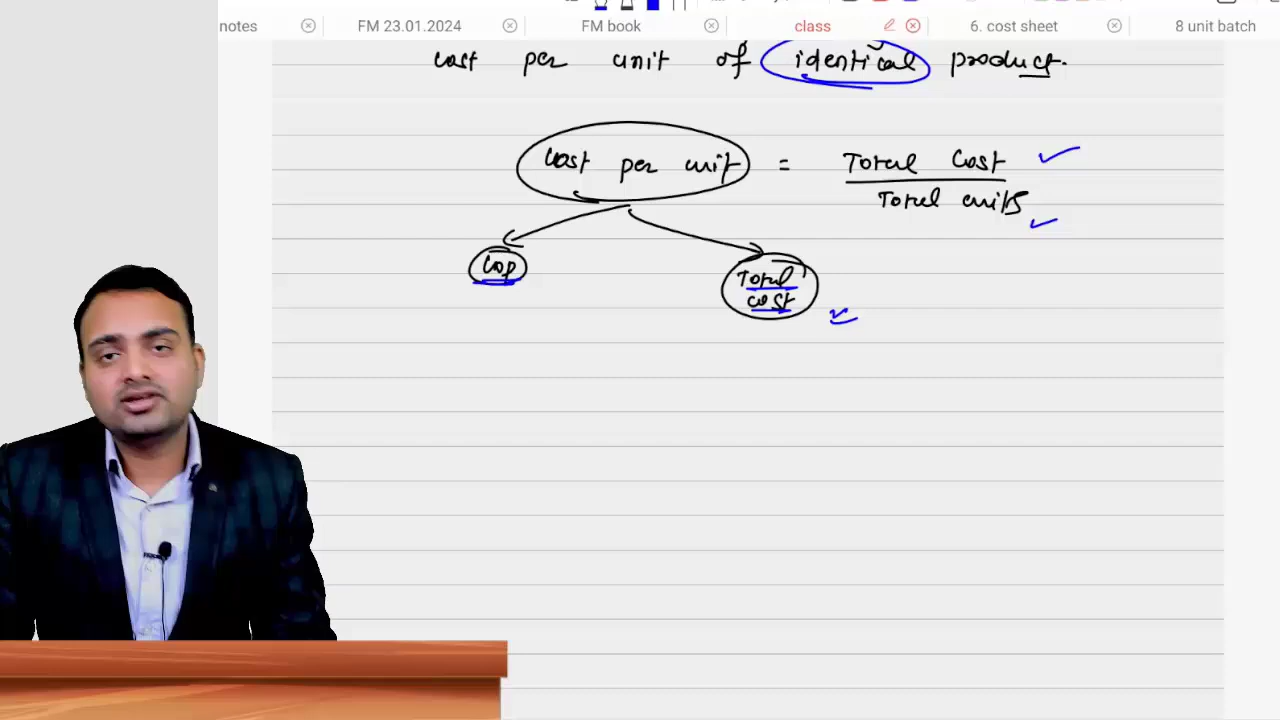 notes FM 23.01.2024 FM book class 6. cost sheet 8 unit batch
cost per unit of identical product.
Cost per unit = Total Cost
Total units
Cop
Total
cost